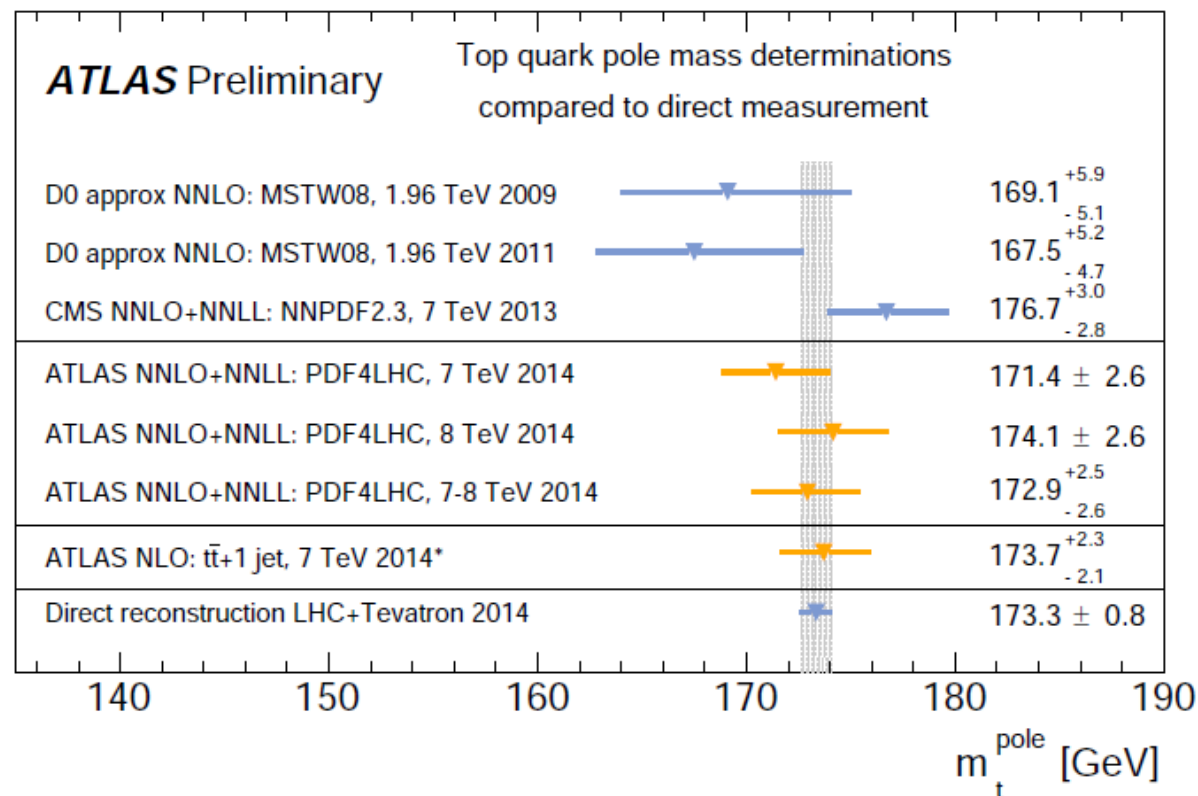 ATLAS Preliminary
Top quark pole mass determinations
compared to direct measurement
D0 approx NNLO: MSTW08, 1.96 TeV 2009 169.1 +5.9 - 5.1
D0 approx NNLO: MSTW08, 1.96 TeV 2011 167.5 +5.2 - 4.7
CMS NNLO+NNLL: NNPDF2.3, 7 TeV 2013 176.7 +3.0 - 2.8
ATLAS NNLO+NNLL: PDF4LHC, 7 TeV 2014 171.4 ± 2.6
ATLAS NNLO+NNLL: PDF4LHC, 8 TeV 2014 174.1 ± 2.6
ATLAS NNLO+NNLL: PDF4LHC, 7-8 TeV 2014 172.9 +2.5 - 2.6
ATLAS NLO: tt̄+1 jet, 7 TeV 2014* 173.7 +2.3 - 2.1
Direct reconstruction LHC+Tevatron 2014 173.3 ± 0.8
140 150 160 170 180 190
m t pole [GeV]